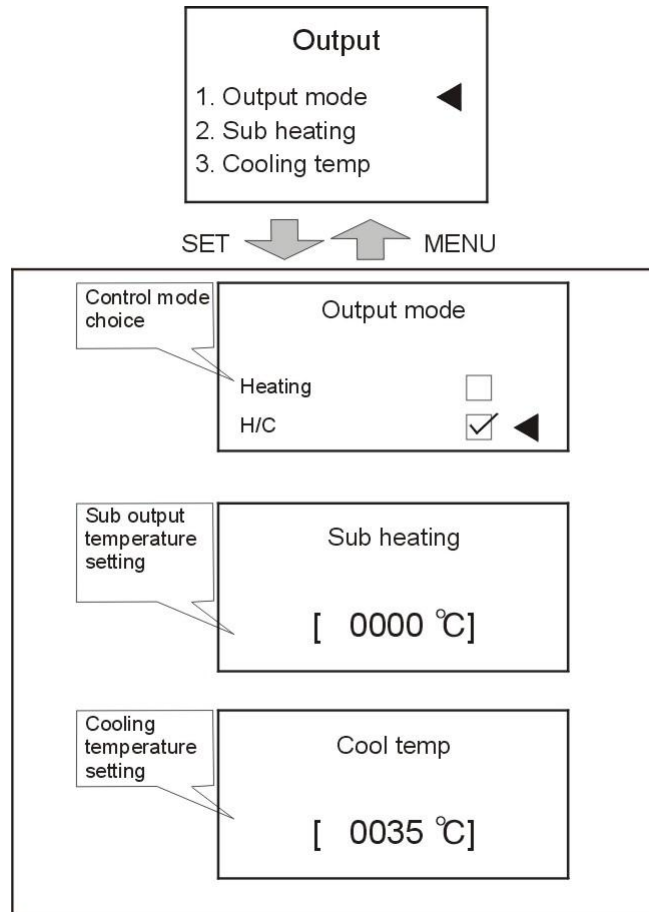 Output
1. Output mode
2. Sub heating
3. Cooling temp
SET MENU
Control mode
choice
Output mode
Heating
H/C
Sub output
temperature
setting
Sub heating
[ 0000 ℃]
Cooling
temperature
setting
Cool temp
[ 0035 ℃]